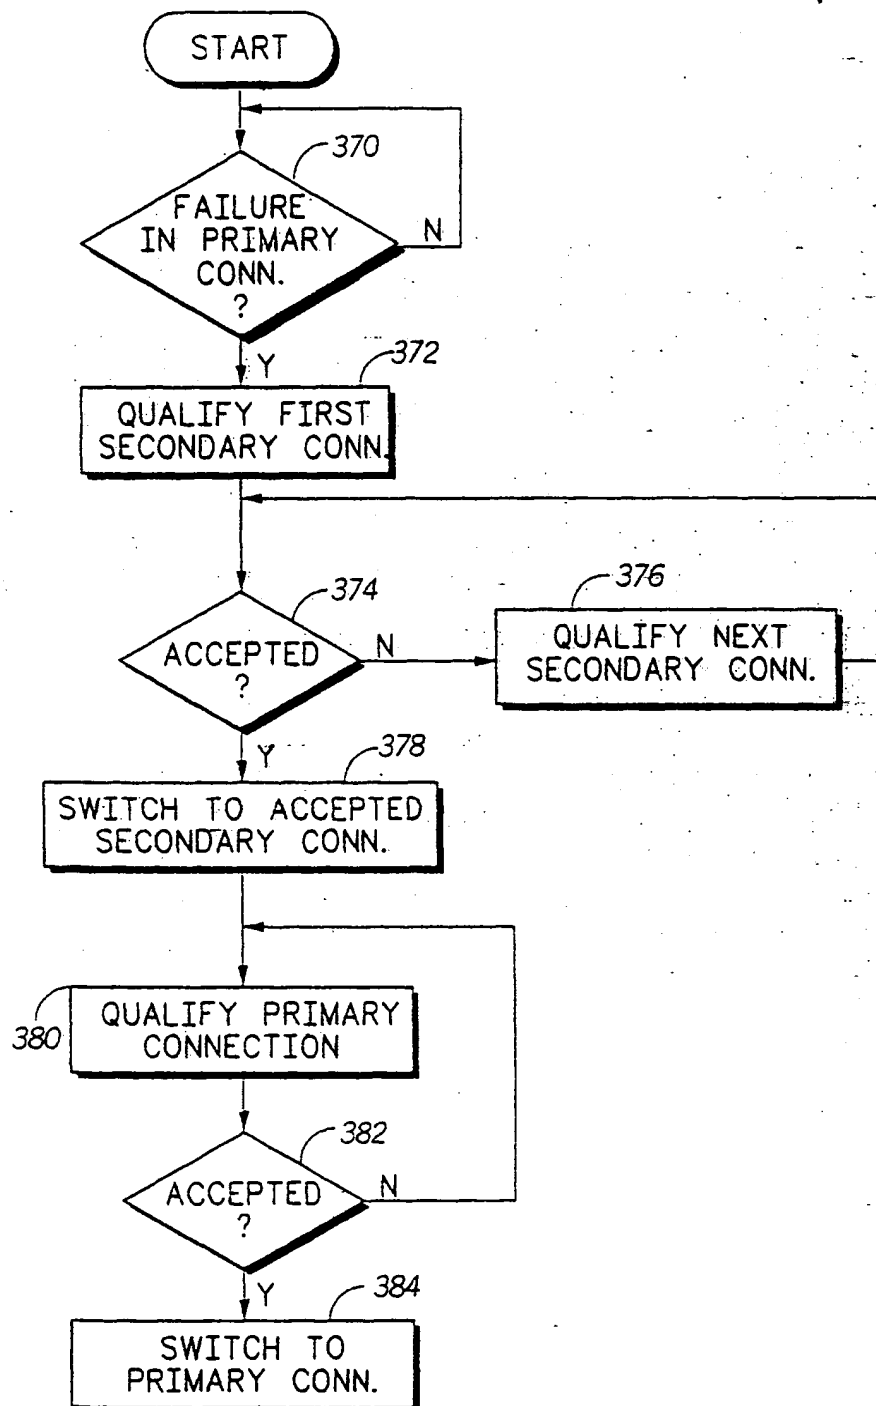 START
370
FAILURE
IN PRIMARY
CONN.
?
N
Y
372
QUALIFY FIRST
SECONDARY CONN.
374
ACCEPTED
?
N
376
QUALIFY NEXT
SECONDARY CONN.
Y
378
SWITCH TO ACCEPTED
SECONDARY CONN.
380
QUALIFY PRIMARY
CONNECTION
382
ACCEPTED
?
N
Y
384
SWITCH TO
PRIMARY CONN.